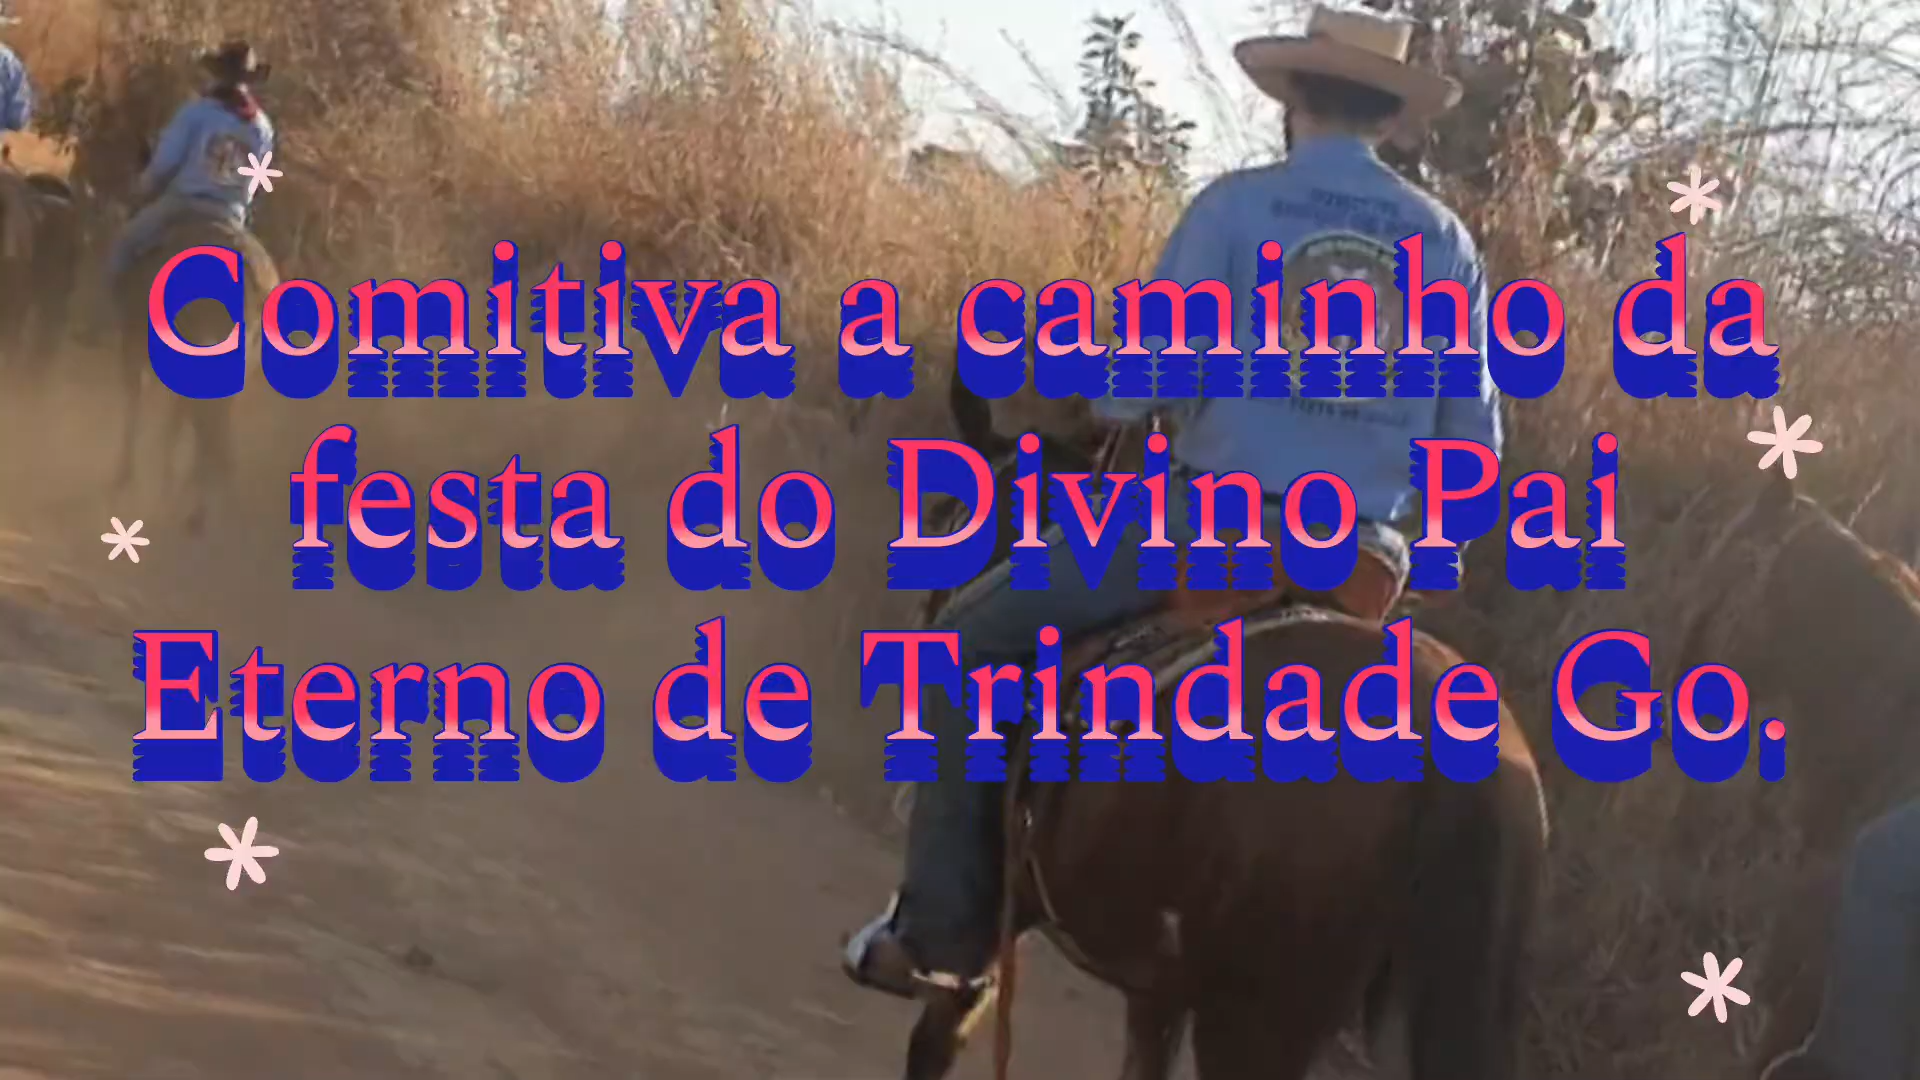 Comitiva a caminho da
festa do Divino Pai
Eterno de Trindade Go.